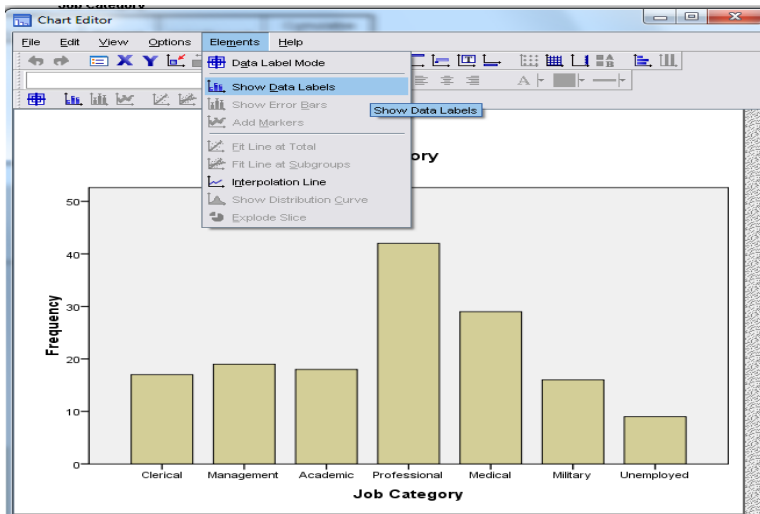 Job Category
Chart Editor
File Edit View Options Elements Help
Data Label Mode
Show Data Labels
Show Error Bars
Show Data Labels
Add Markers
Fit Line at Total
Fit Line at Subgroups
Interpolation Line
Show Distribution Curve
Explode Slice
X Y
A
ory
50
40
30
20
10
0
Frequency
Clerical Management Academic Professional Medical Military Unemployed
Job Category